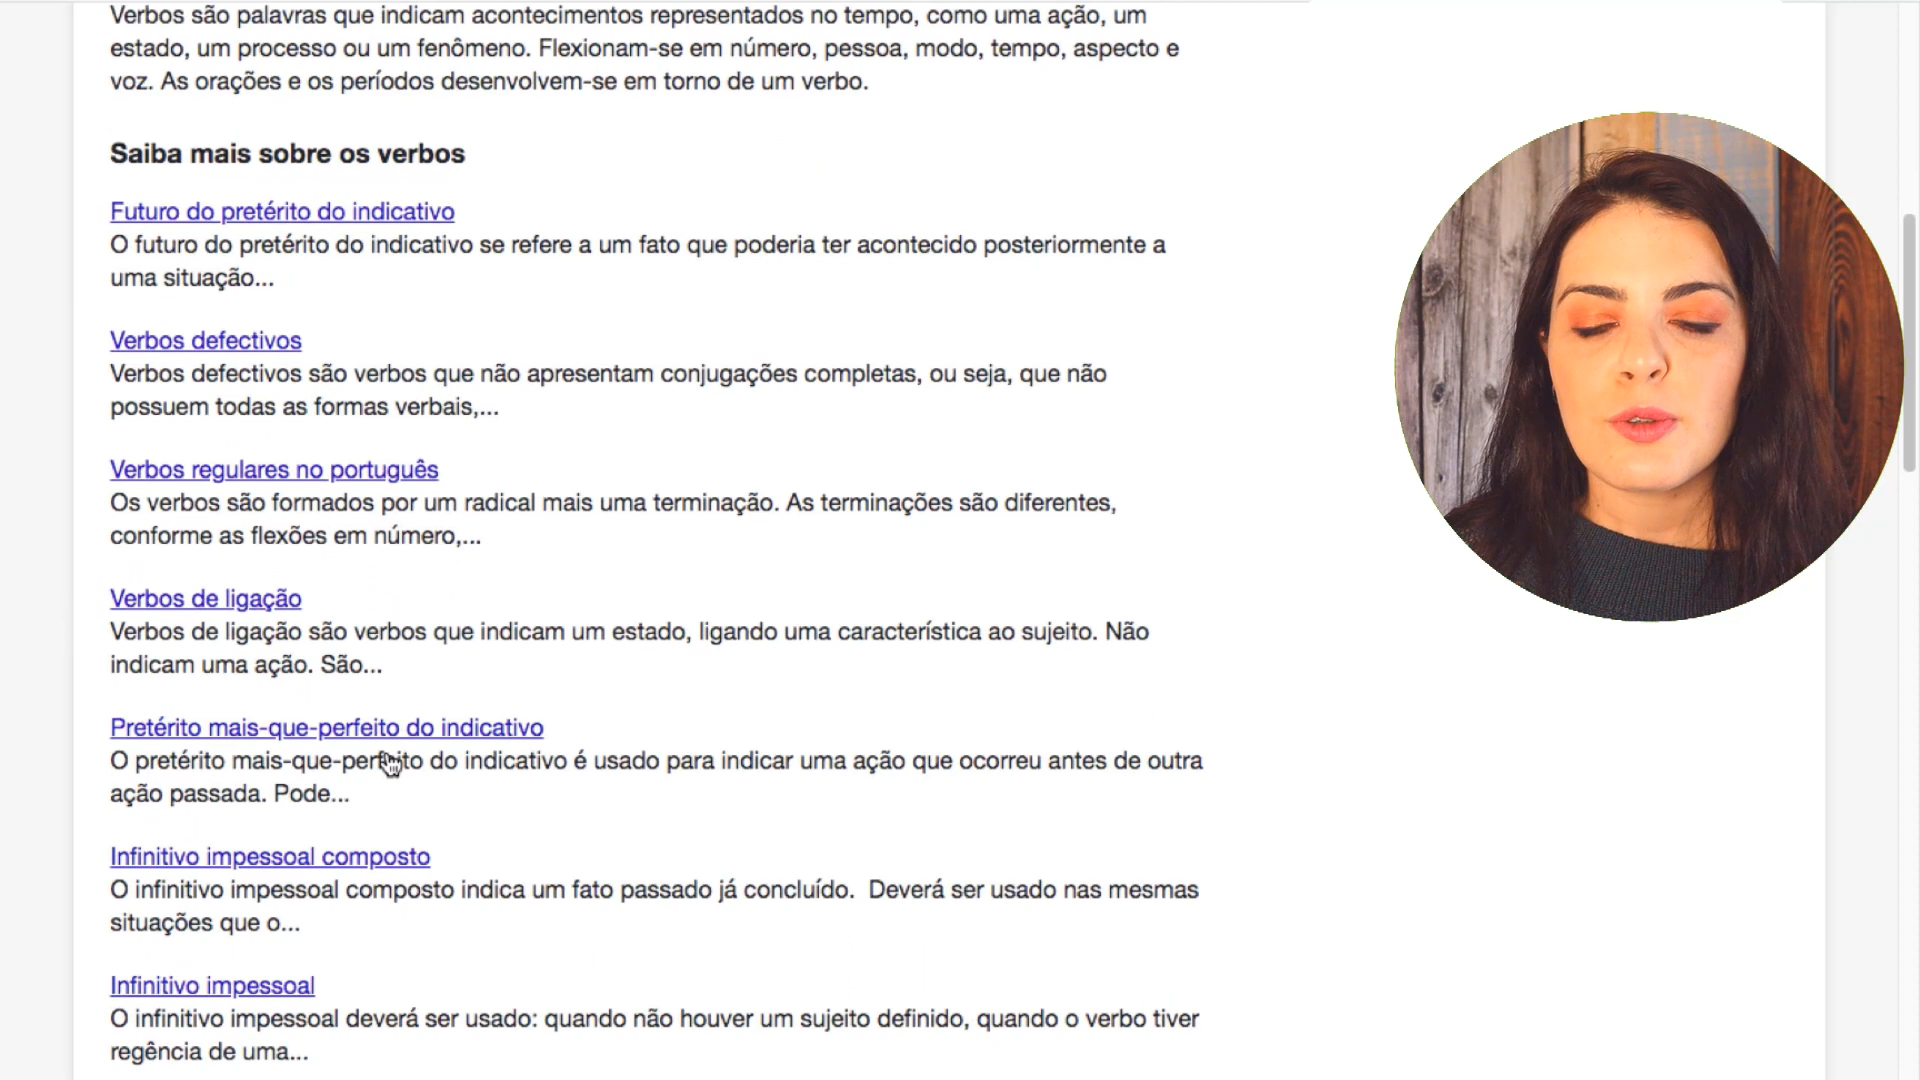 Verbos são palavras que indicam acontecimentos representados no tempo, como uma ação, um
estado, um processo ou um fenômeno. Flexionam-se em número, pessoa, modo, tempo, aspecto e
voz. As orações e os períodos desenvolvem-se em torno de um verbo.
Saiba mais sobre os verbos
Futuro do pretérito do indicativo
O futuro do pretérito do indicativo se refere a um fato que poderia ter acontecido posteriormente a
uma situação...
Verbos defectivos
Verbos defectivos são verbos que não apresentam conjugações completas, ou seja, que não
possuem todas as formas verbais,...
Verbos regulares no português
Os verbos são formados por um radical mais uma terminação. As terminações são diferentes,
conforme as flexões em número,...
Verbos de ligação
Verbos de ligação são verbos que indicam um estado, ligando uma característica ao sujeito. Não
indicam uma ação. São...
Pretérito mais-que-perfeito do indicativo
O pretérito mais-que-perfeito do indicativo é usado para indicar uma ação que ocorreu antes de outra
ação passada. Pode...
Infinitivo impessoal composto
O infinitivo impessoal composto indica um fato passado já concluído.  Deverá ser usado nas mesmas
situações que o...
Infinitivo impessoal
O infinitivo impessoal deverá ser usado: quando não houver um sujeito definido, quando o verbo tiver
regência de uma...